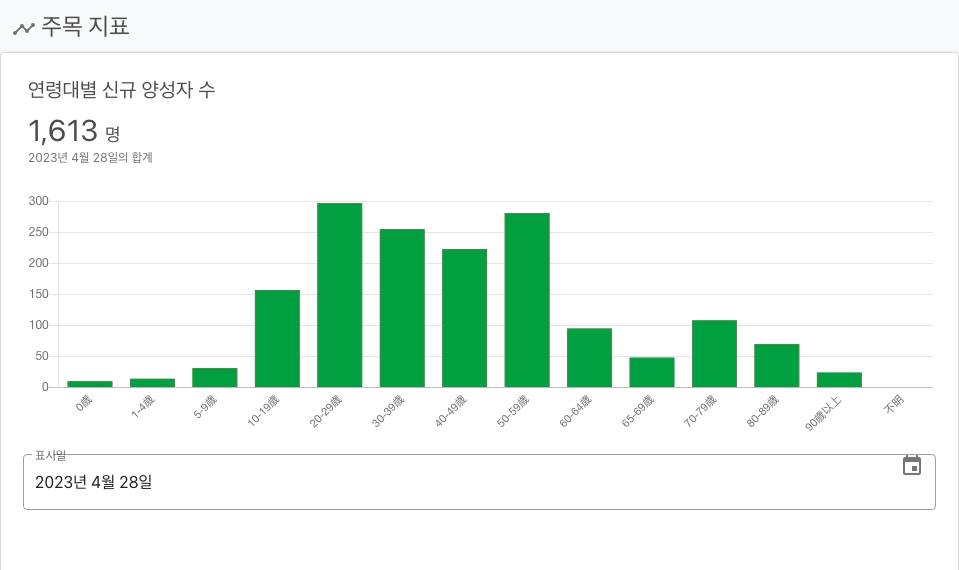 주목 지표
연령대별 신규 양성자 수
1,613 명
2023년 4월 28일의 합계
300
250
200
150
100
50
0
0歳
1-4歳
5-9歳
10-19歳
20-29歳
30-39歳
40-49歳
50-59歳
60-64歳
65-69歳
70-79歳
80-89歳
90歳以上
不明
표사일
2023년 4월 28일